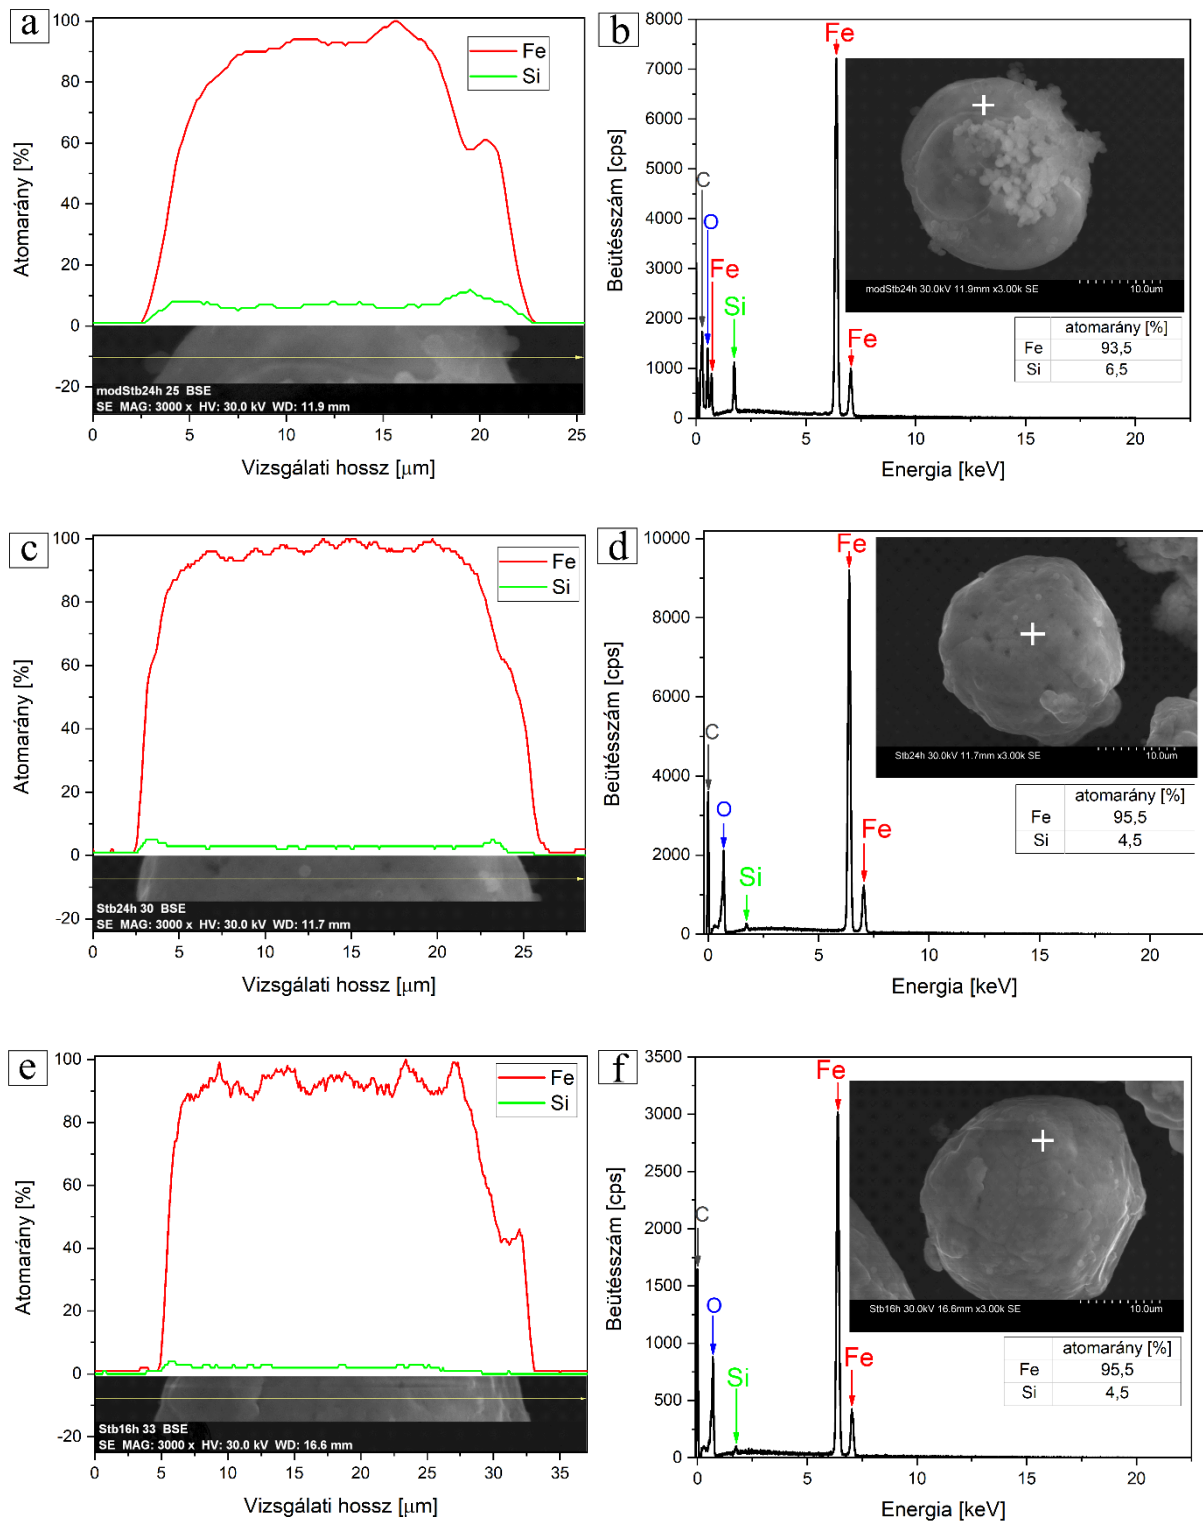 a
100
80
60
40
20
0
-20
Atomarány [%]
Fe
Si
modStb24h 25 BSE
SE MAG: 3000 x HV: 30.0 kV WD: 11.9 mm
0 5 10 15 20 25
Vizsgálati hossz [µm]
b
8000
7000
6000
5000
4000
3000
2000
1000
0
Beütésszám [cps]
Fe
C
O
Fe
Si
Fe
modStb24h 30.0kV 11.9mm x3.00k SE
10.0um
atomarány [%]
Fe 93,5
Si 6,5
0 5 10 15 20
Energia [keV]
c
100
80
60
40
20
0
-20
Atomarány [%]
Fe
Si
Stb24h 30 BSE
SE MAG: 3000 x HV: 30.0 kV WD: 11.7 mm
0 5 10 15 20 25
Vizsgálati hossz [µm]
d
10000
8000
6000
4000
2000
0
Beütésszám [cps]
Fe
C
O
Si
Fe
Stb24h 30.0kV 11.7mm x3.00k SE
10.0um
atomarány [%]
Fe 95,5
Si 4,5
0 5 10 15 20
Energia [keV]
e
100
80
60
40
20
0
-20
Atomarány [%]
Fe
Si
Stb16h 33 BSE
SE MAG: 3000 x HV: 30.0 kV WD: 16.6 mm
0 5 10 15 20 25 30 35
Vizsgálati hossz [µm]
f
3500
3000
2500
2000
1500
1000
500
0
Beütésszám [cps]
Fe
C
O
Si
Fe
Stb16h 30.0kV 16.6mm x3.00k SE
10.0um
atomarány [%]
Fe 95,5
Si 4,5
0 5 10 15 20
Energia [keV]